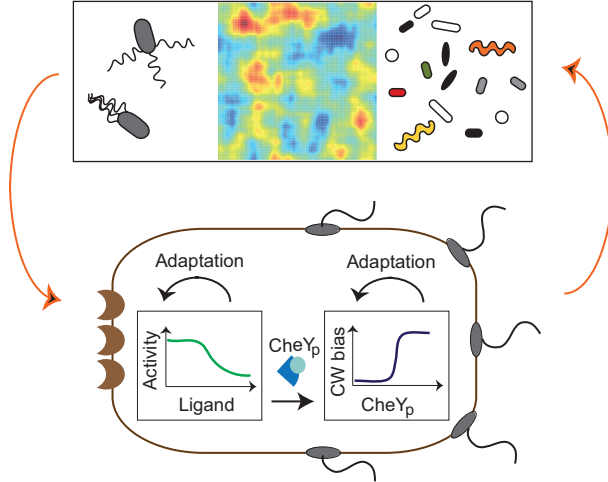 Adaptation
Adaptation
Activity
Ligand
CheYp
CW bias
CheYp